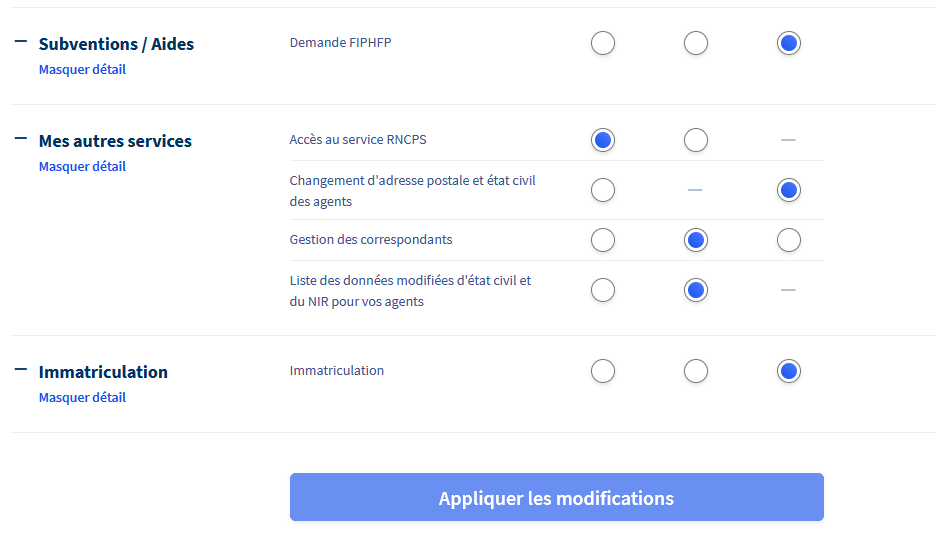 Subventions / Aides
Demande FIPHFP
Masquer détail
Mes autres services
Accès au service RNCPS
Masquer détail
Changement d'adresse postale et état civil
des agents
Gestion des correspondants
Liste des données modifiées d'état civil et
du NIR pour vos agents
Immatriculation
Immatriculation
Masquer détail
Appliquer les modifications